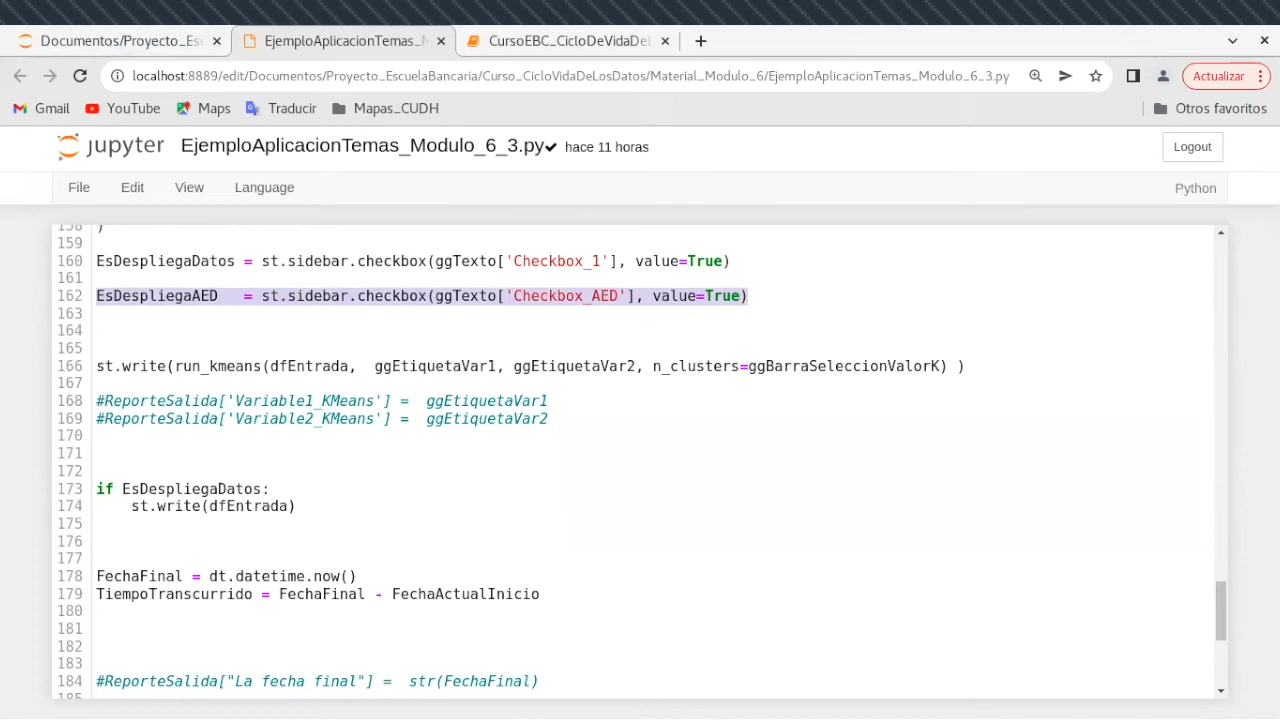 Documentos/Proyecto_Esc
EjemploAplicacionTemas_M
CursoEBC_CicloDeVidaDeL
localhost:8889/edit/Documentos/Proyecto_EscuelaBancaria/Curso_CicloVidaDeLosDatos/Material_Modulo_6/EjemploAplicacionTemas_Modulo_6_3.py
Actualizar
Gmail YouTube Maps Traducir Mapas_CUDH Otros favoritos
jupyter EjemploAplicacionTemas_Modulo_6_3.py hace 11 horas Logout
File Edit View Language Python
158 )
159
160 EsDespliegaDatos = st.sidebar.checkbox(ggTexto['Checkbox_1'], value=True)
161
162 EsDespliegaAED   = st.sidebar.checkbox(ggTexto['Checkbox_AED'], value=True)
163
164
165
166 st.write(run_kmeans(dfEntrada,  ggEtiquetaVar1, ggEtiquetaVar2, n_clusters=ggBarraSeleccionValorK) )
167
168 #ReporteSalida['Variable1_KMeans'] =  ggEtiquetaVar1
169 #ReporteSalida['Variable2_KMeans'] =  ggEtiquetaVar2
170
171
172
173 if EsDespliegaDatos:
174     st.write(dfEntrada)
175
176
177
178 FechaFinal = dt.datetime.now()
179 TiempoTranscurrido = FechaFinal - FechaActualInicio
180
181
182
183
184 #ReporteSalida["La fecha final"] =  str(FechaFinal)
185